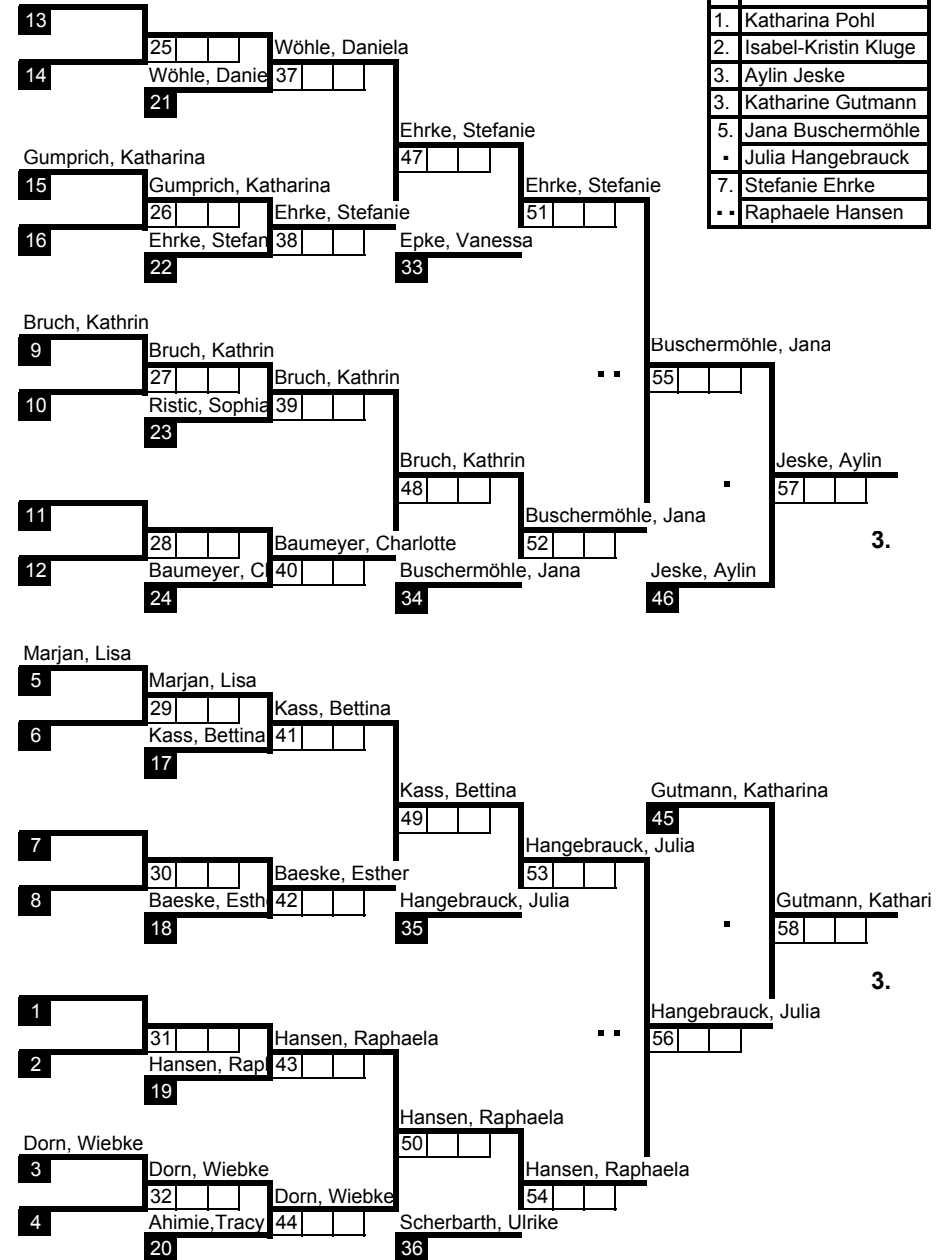 13
1. Katharina Pohl
25 Wöhle, Daniela
2. Isabel-Kristin Kluge
14 Wöhle, Danie 37
3. Aylin Jeske
21
3. Katharine Gutmann
5. Jana Buschermöhle
Ehrke, Stefanie
Gumprich, Katharina 47
▪ Julia Hangebrauck
15 Gumprich, Katharina Ehrke, Stefanie
7. Stefanie Ehrke
26 Ehrke, Stefanie 51
▪ ▪ Raphaele Hansen
16 Ehrke, Stefan 38 Epke, Vanessa
22 33
Bruch, Kathrin
9 Bruch, Kathrin Buschermöhle, Jana
27 Bruch, Kathrin ▪ ▪ 55
10 Ristic, Sophia 39
23
Bruch, Kathrin Jeske, Aylin
48 ▪ 57
11 Buschermöhle, Jana
28 Baumeyer, Charlotte 52 3.
12 Baumeyer, C 40 Buschermöhle, Jana Jeske, Aylin
24 34 46
Marjan, Lisa
5 Marjan, Lisa
29 Kass, Bettina
6 Kass, Bettina 41
17
Kass, Bettina Gutmann, Katharina
49 45
7 Hangebrauck, Julia
30 Baeske, Esther 53
8 Baeske, Esth 42 Hangebrauck, Julia Gutmann, Kathari
18 35 ▪ 58
3.
1 Hangebrauck, Julia
31 Hansen, Raphaela ▪ ▪ 56
2 Hansen, Rap 43
19
Hansen, Raphaela
Dorn, Wiebke 50
3 Dorn, Wiebke Hansen, Raphaela
32 Dorn, Wiebke 54
4 Ahimie,Tracy 44 Scherbarth, Ulrike
20 36